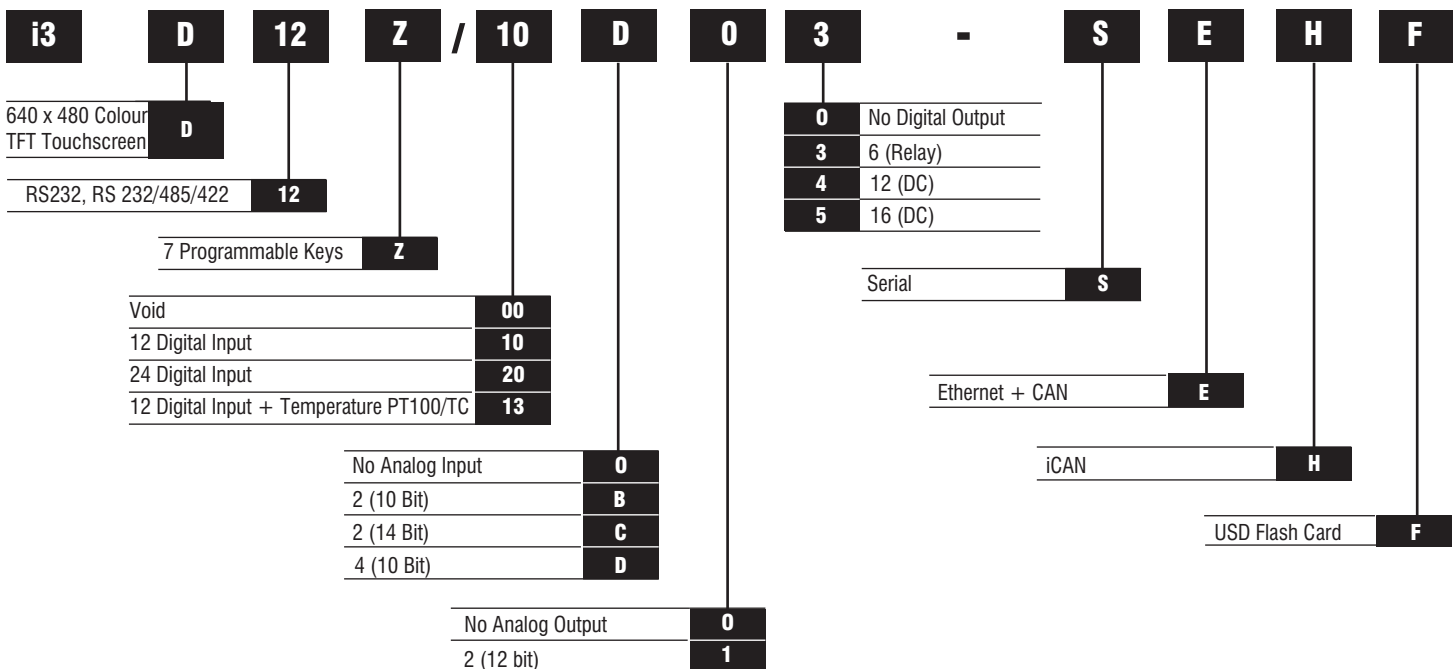 i3 D 12 Z / 10 D 0 3 - S E H F
640 x 480 Colour
TFT Touchscreen D
RS232, RS 232/485/422 12
7 Programmable Keys Z
Void 00
12 Digital Input 10
24 Digital Input 20
12 Digital Input + Temperature PT100/TC 13
No Analog Input 0
2 (10 Bit) B
2 (14 Bit) C
4 (10 Bit) D
No Analog Output 0
2 (12 bit) 1
0 No Digital Output
3 6 (Relay)
4 12 (DC)
5 16 (DC)
Serial S
Ethernet + CAN E
iCAN H
USD Flash Card F